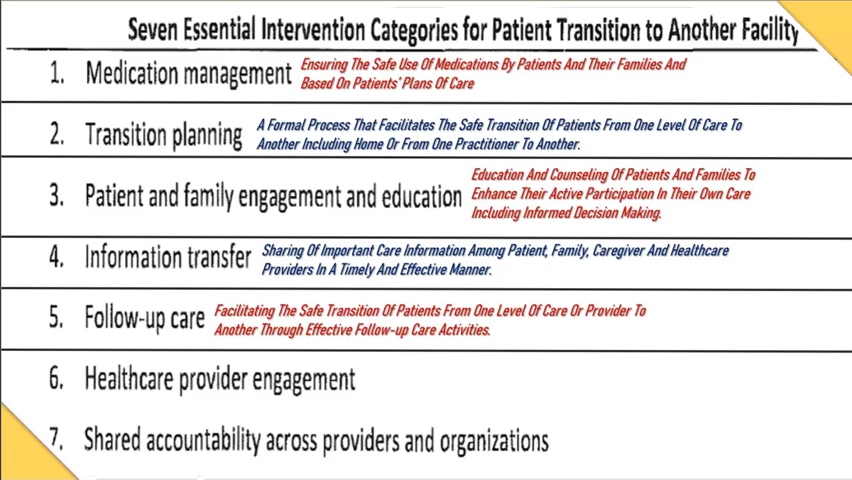 Seven Essential Intervention Categories for Patient Transition to Another Facility
1. Medication management Ensuring The Safe Use Of Medications By Patients And Their Families And
Based On Patients' Plans Of Care
2. Transition planning A Formal Process That Facilitates The Safe Transition Of Patients From One Level Of Care To
Another Including Home Or From One Practitioner To Another.
3. Patient and family engagement and education Education And Counseling Of Patients And Families To
Enhance Their Active Participation In Their Own Care
Including Informed Decision Making.
4. Information transfer Sharing Of Important Care Information Among Patient, Family, Caregiver And Healthcare
Providers In A Timely And Effective Manner.
5. Follow-up care Facilitating The Safe Transition Of Patients From One Level Of Care Or Provider To
Another Through Effective Follow-up Care Activities.
6. Healthcare provider engagement
7. Shared accountability across providers and organizations